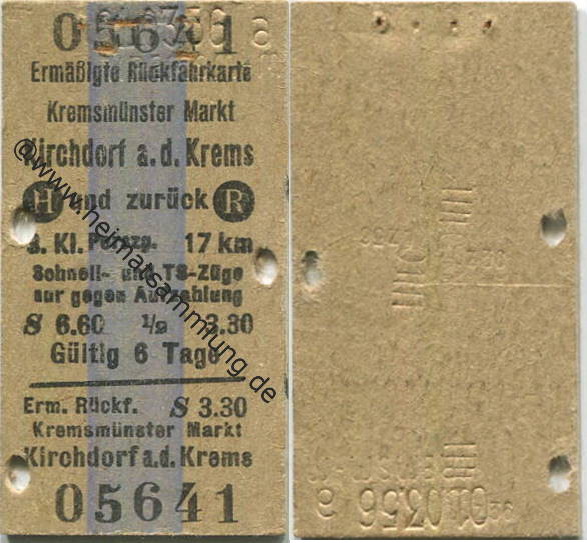 05641
Ermäßigte Rückfahrkarte
Kremsmünster Markt
Kirchdorf a.d. Krems
H und zurück R
3. Kl. Perszg. 17 km
Schnell- und TS-Züge
nur gegen Aufzahlung
S 6.60 ½ 3.30
Gültig 6 Tage
Erm. Rückf. S 3.30
Kremsmünster Markt
Kirchdorf a.d. Krems
05641
@www.heimatsammlung.de